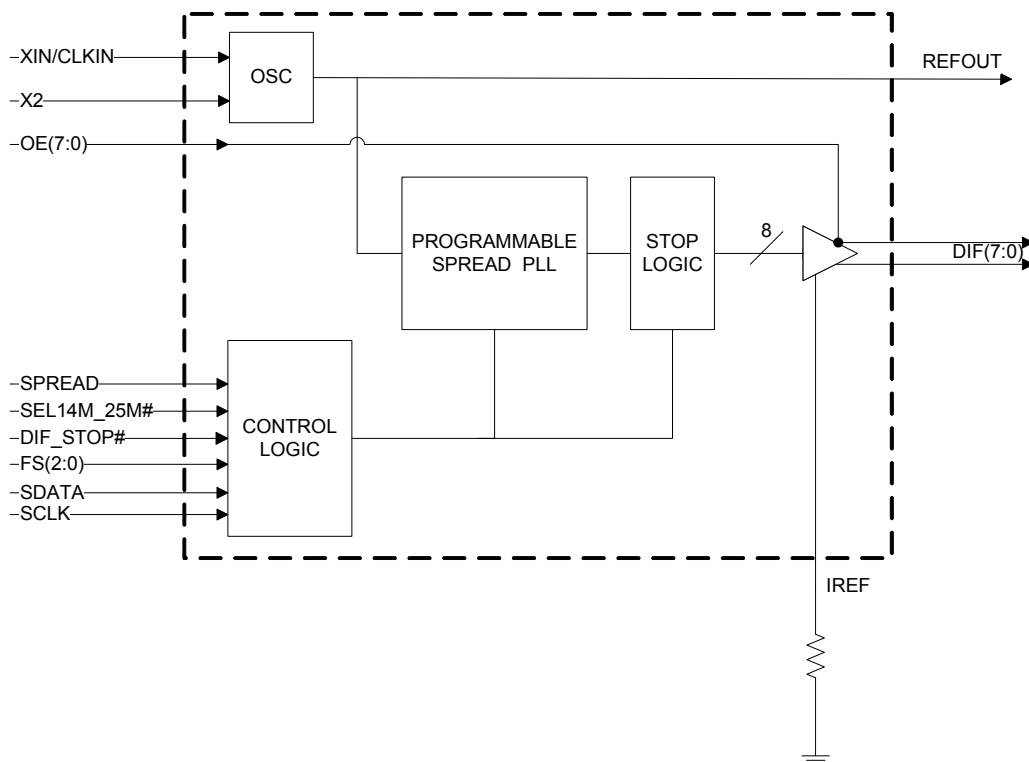 XIN/CLKIN
OSC
REFOUT
X2
OE(7:0)
PROGRAMMABLE
SPREAD PLL
STOP
LOGIC
8
DIF(7:0)
SPREAD
SEL14M_25M#
DIF_STOP#
FS(2:0)
SDATA
SCLK
CONTROL
LOGIC
IREF